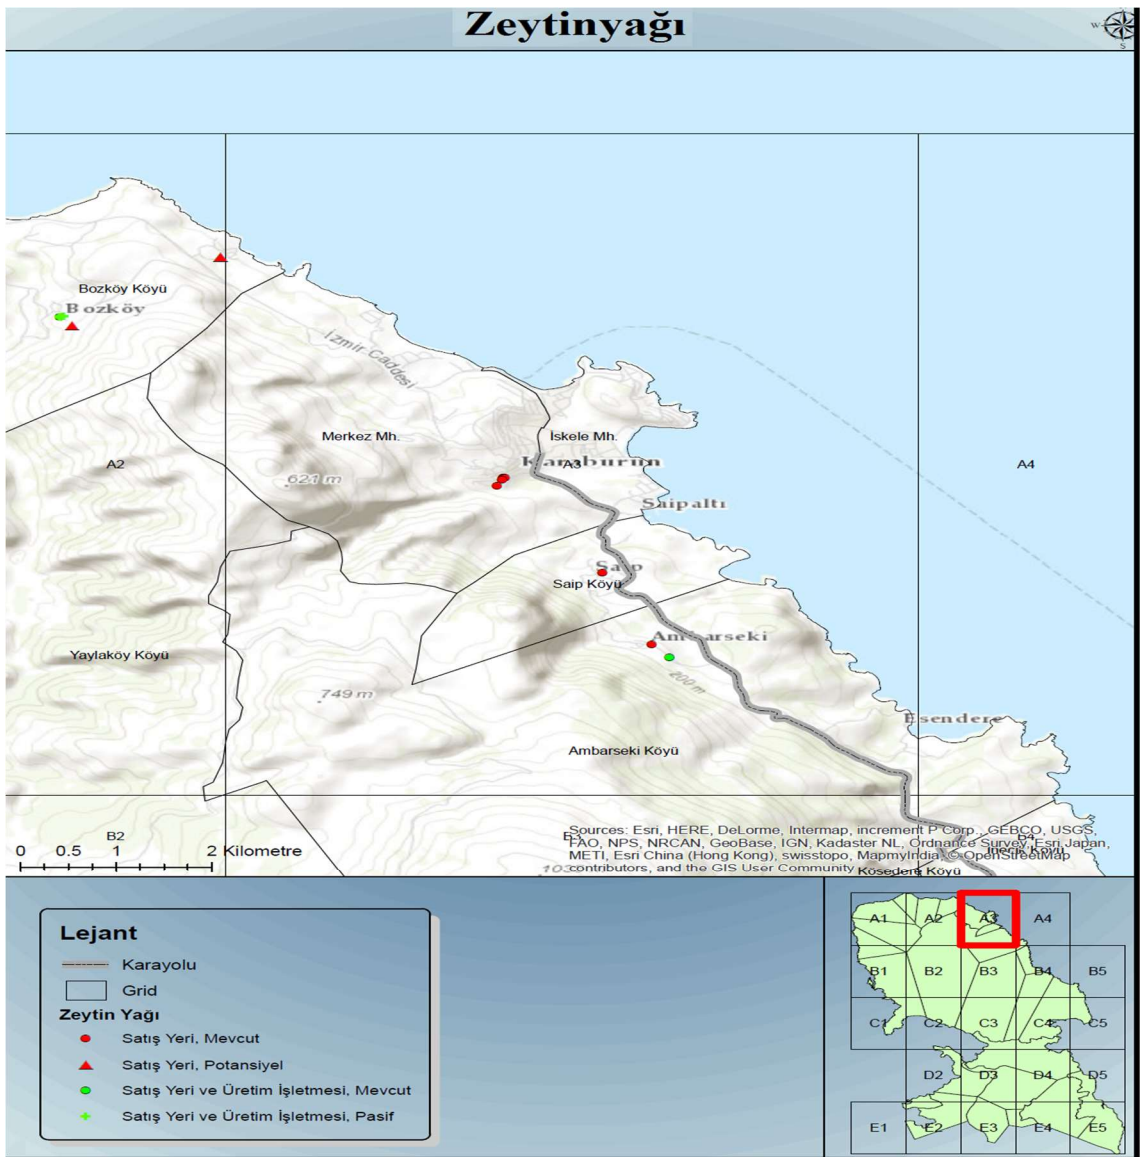 Zeytinyağı
W
S
Bozköy Köyü
Bozköy
İzmir Caddesi
Merkez Mh.
İskele Mh.
A2
A3
A4
621 m
Saipaltı
Saip
Saip Köyü
Ambarseki
200 m
Yaylaköy Köyü
749 m
Esendere
Ambarseki Köyü
B2
B3
B4
0 0.5 1 2 Kilometre
Sources: Esri, HERE, DeLorme, Intermap, increment P Corp., GEBCO, USGS,
FAO, NPS, NRCAN, GeoBase, IGN, Kadaster NL, Ordnance Survey, Esri Japan,
METI, Esri China (Hong Kong), swisstopo, MapmyIndia, © OpenStreetMap
contributors, and the GIS User Community
İnecik Köyü
Kösedere Köyü
Lejant
Karayolu
Grid
Zeytin Yağı
Satış Yeri, Mevcut
Satış Yeri, Potansiyel
Satış Yeri ve Üretim İşletmesi, Mevcut
Satış Yeri ve Üretim İşletmesi, Pasif
A1 A2 A3 A4
B1 B2 B3 B4 B5
C1 C2 C3 C4 C5
D2 D3 D4 D5
E1 E2 E3 E4 E5